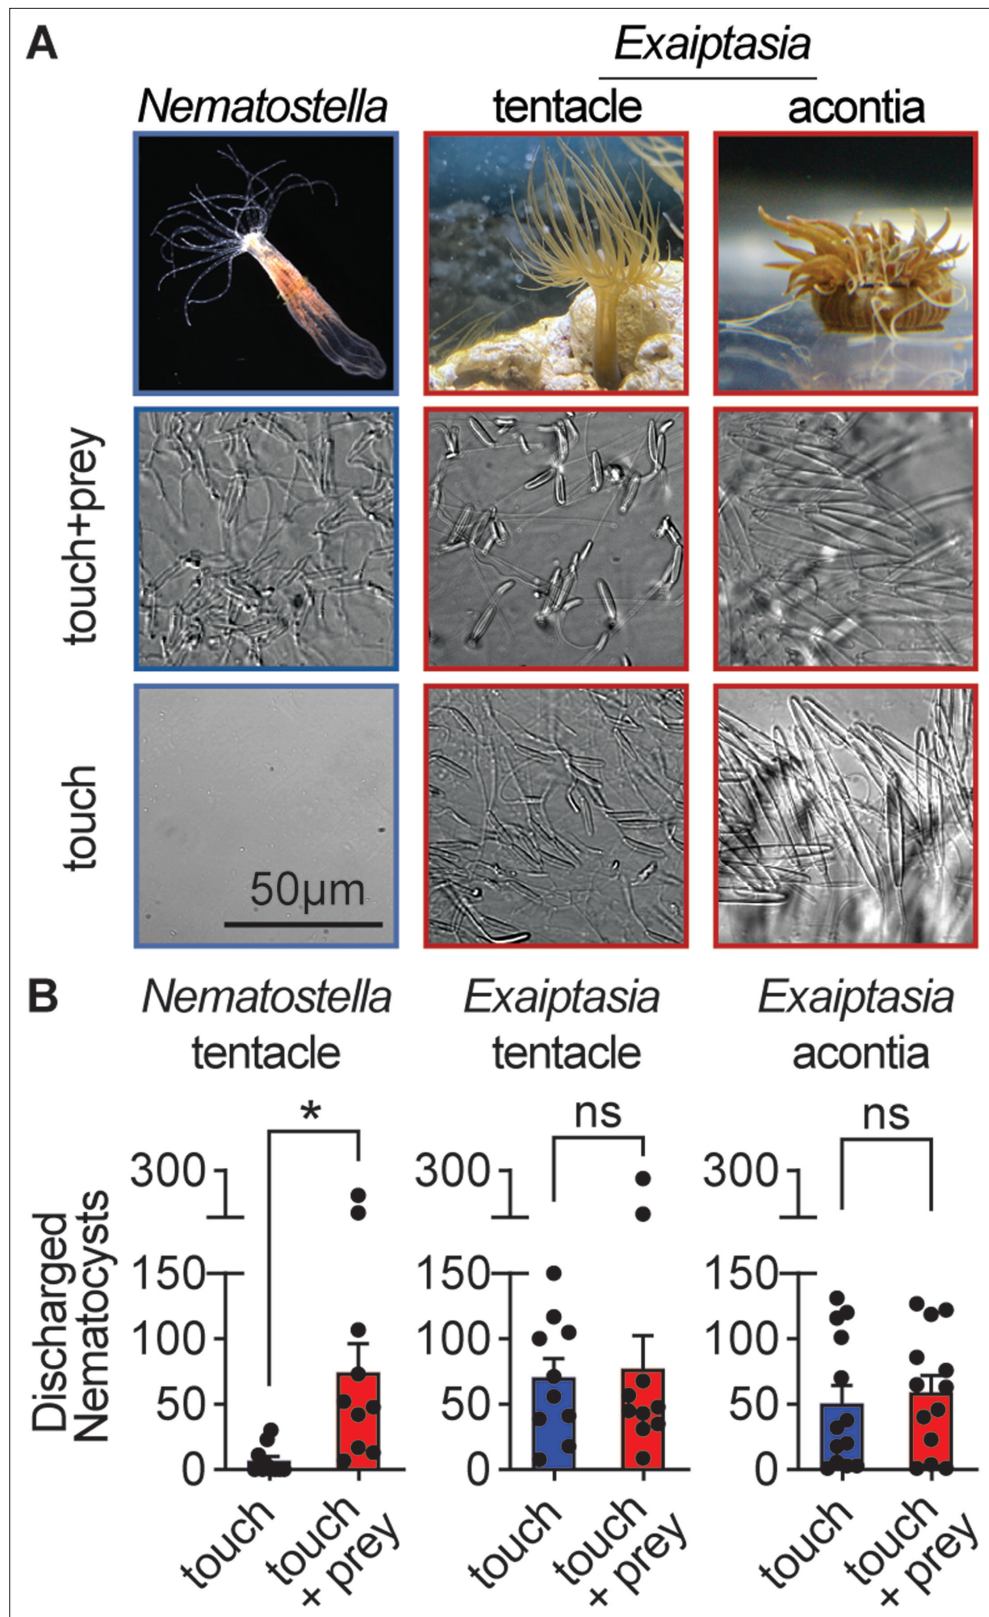 A
Exaiptasia
Nematostella
tentacle
acontia
touch+prey
touch
50µm
B
Nematostella
tentacle
Exaiptasia
tentacle
Exaiptasia
acontia
Discharged
Nematocysts
*
300
150
100
50
0
touch
touch
+ prey
ns
300
150
100
50
0
touch
touch
+ prey
ns
300
150
100
50
0
touch
touch
+ prey